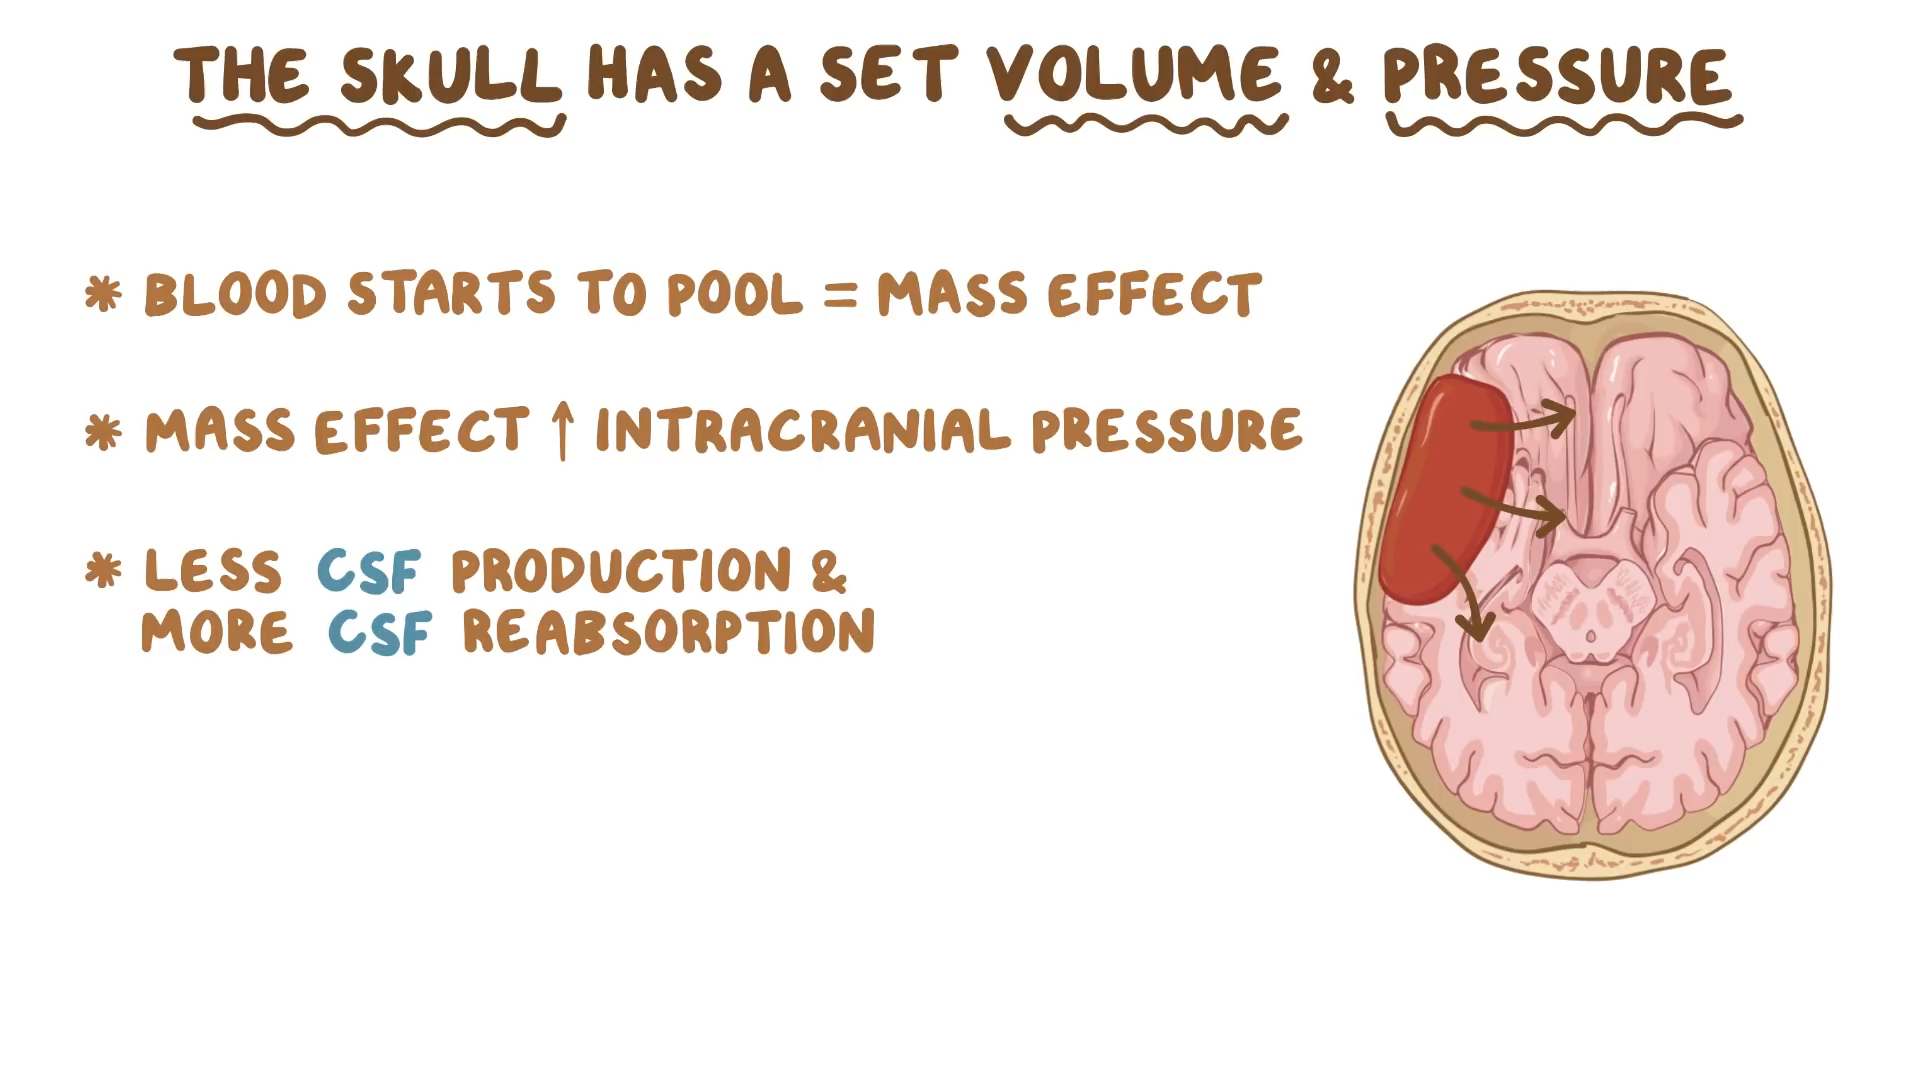 THE SKULL HAS A SET VOLUME & PRESSURE
* BLOOD STARTS TO POOL = MASS EFFECT
* MASS EFFECT ↑ INTRACRANIAL PRESSURE
* LESS CSF PRODUCTION &
MORE CSF REABSORPTION